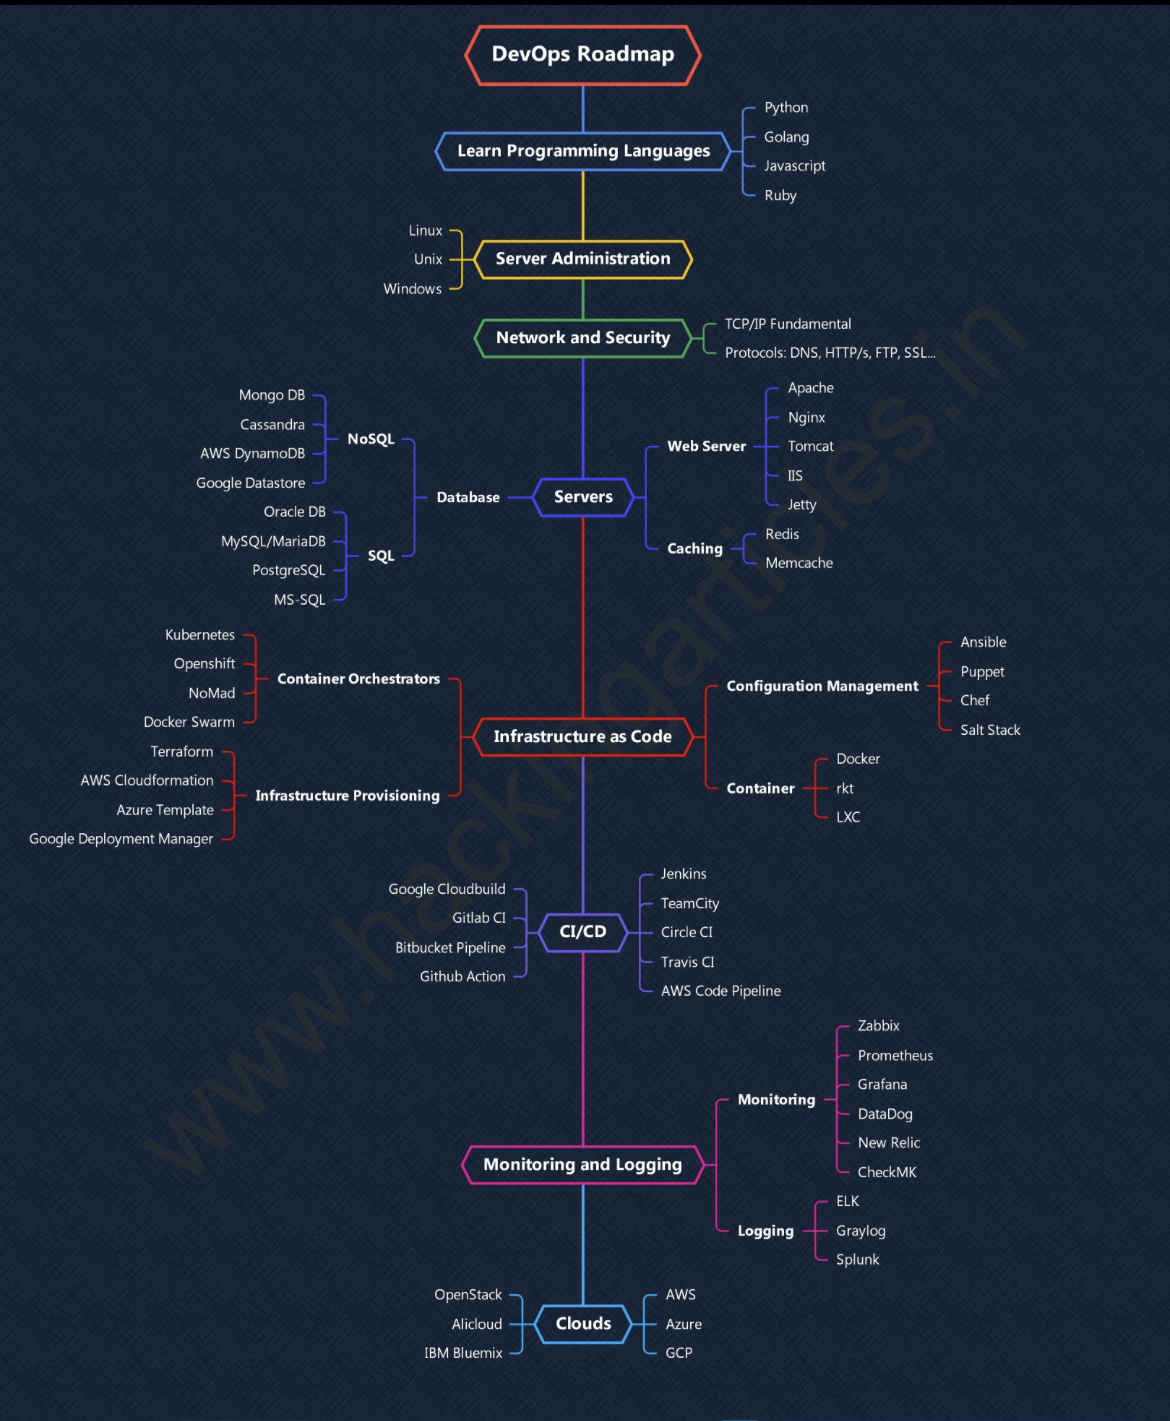 DevOps Roadmap
Learn Programming Languages
Python
Golang
Javascript
Ruby
Server Administration
Linux
Unix
Windows
Network and Security
TCP/IP Fundamental
Protocols: DNS, HTTP/s, FTP, SSL...
Servers
Database
NoSQL
Mongo DB
Cassandra
AWS DynamoDB
Google Datastore
SQL
Oracle DB
MySQL/MariaDB
PostgreSQL
MS-SQL
Web Server
Apache
Nginx
Tomcat
IIS
Jetty
Caching
Redis
Memcache
Infrastructure as Code
Container Orchestrators
Kubernetes
Openshift
NoMad
Docker Swarm
Infrastructure Provisioning
Terraform
AWS Cloudformation
Azure Template
Google Deployment Manager
Configuration Management
Ansible
Puppet
Chef
Salt Stack
Container
Docker
rkt
LXC
CI/CD
Google Cloudbuild
Gitlab CI
Bitbucket Pipeline
Github Action
Jenkins
TeamCity
Circle CI
Travis CI
AWS Code Pipeline
Monitoring and Logging
Monitoring
Zabbix
Prometheus
Grafana
DataDog
New Relic
CheckMK
Logging
ELK
Graylog
Splunk
Clouds
OpenStack
Alicloud
IBM Bluemix
AWS
Azure
GCP
www.hackingarticles.in